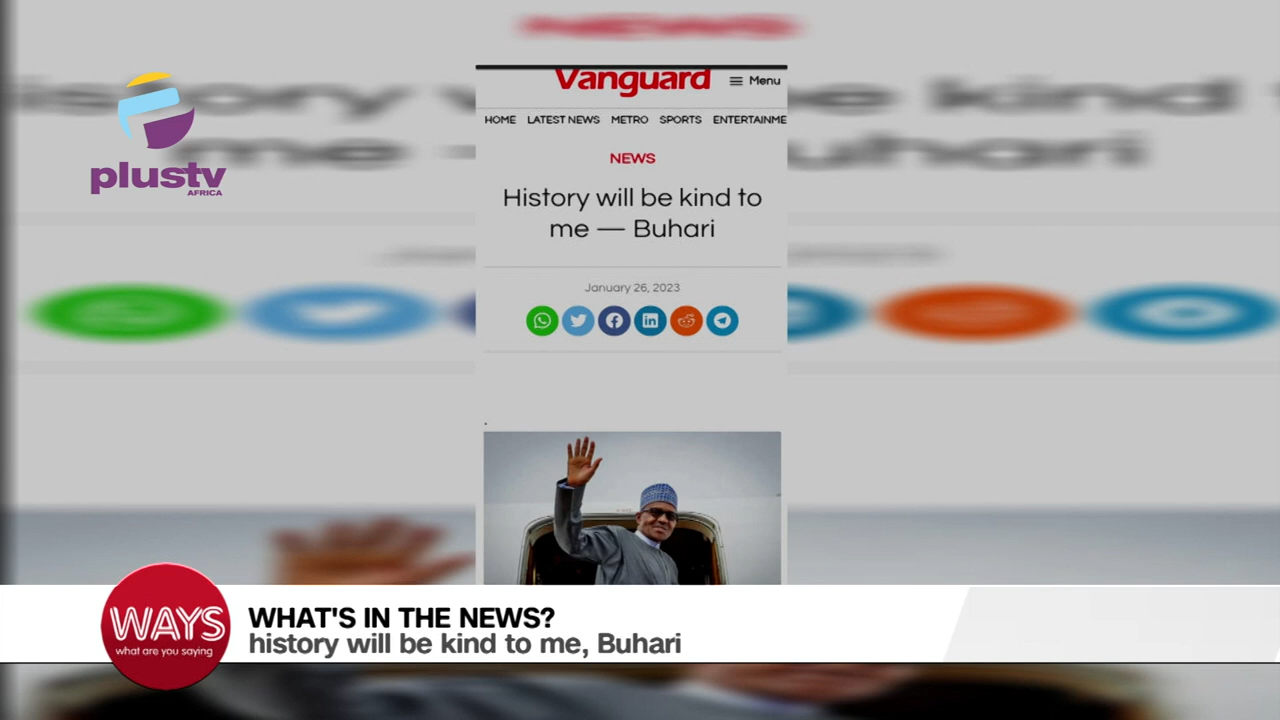 plustv
AFRICA
Vanguard
Menu
HOME LATEST NEWS METRO SPORTS ENTERTAINME
NEWS
History will be kind to
me — Buhari
January 26, 2023
WAYS
what are you saying
WHAT'S IN THE NEWS?
history will be kind to me, Buhari